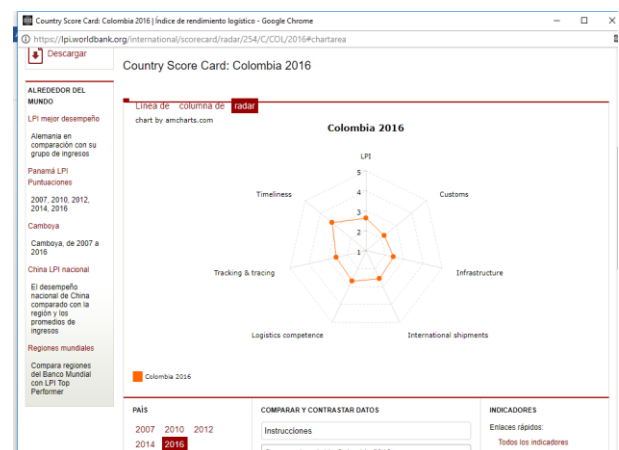 Country Score Card: Colombia 2016 | Índice de rendimiento logístico - Google Chrome
https://lpi.worldbank.org/international/scorecard/radar/254/C/COL/2016#chartarea
Descargar
Country Score Card: Colombia 2016
ALREDEDOR DEL
MUNDO
LPI mejor desempeño
Alemania en
comparación con su
grupo de ingresos
Panamá LPI
Puntuaciones
2007, 2010, 2012,
2014, 2016
Camboya
Camboya, de 2007 a
2016
China LPI nacional
El desempeño
nacional de China
comparado con la
región y los
promedios de
ingresos
Regiones mundiales
Compara regiones
del Banco Mundial
con LPI Top
Performer
Línea de columna de radar
chart by amcharts.com
Colombia 2016
LPI
5
4
3
2
1
Timeliness
Customs
Tracking & tracing
Infrastructure
Logistics competence
International shipments
Colombia 2016
PAÍS
2007 2010 2012
2014 2016
COMPARAR Y CONTRASTAR DATOS
Instrucciones
INDICADORES
Enlaces rápidos:
Todos los indicadores